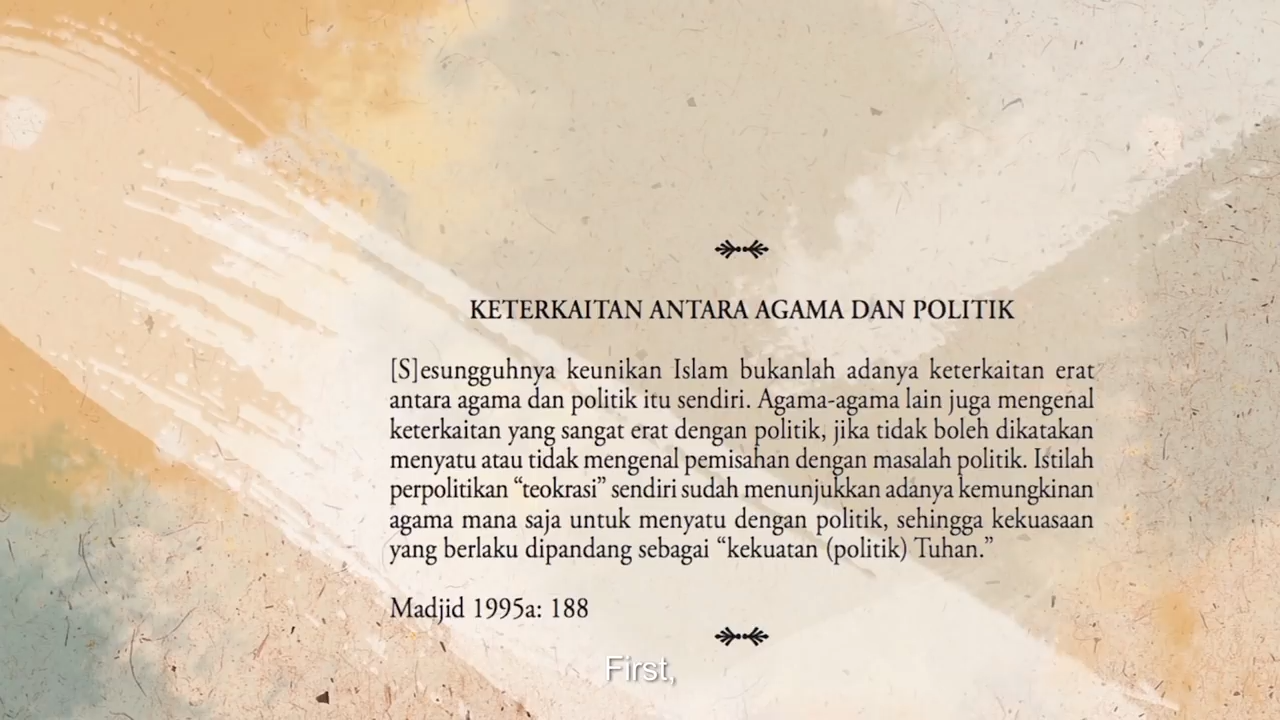 KETERKAITAN ANTARA AGAMA DAN POLITIK
[S]esungguhnya keunikan Islam bukanlah adanya keterkaitan erat
antara agama dan politik itu sendiri. Agama-agama lain juga mengenal
keterkaitan yang sangat erat dengan politik, jika tidak boleh dikatakan
menyatu atau tidak mengenal pemisahan dengan masalah politik. Istilah
perpolitikan “teokrasi” sendiri sudah menunjukkan adanya kemungkinan
agama mana saja untuk menyatu dengan politik, sehingga kekuasaan
yang berlaku dipandang sebagai “kekuatan (politik) Tuhan.”
Madjid 1995a: 188
First,